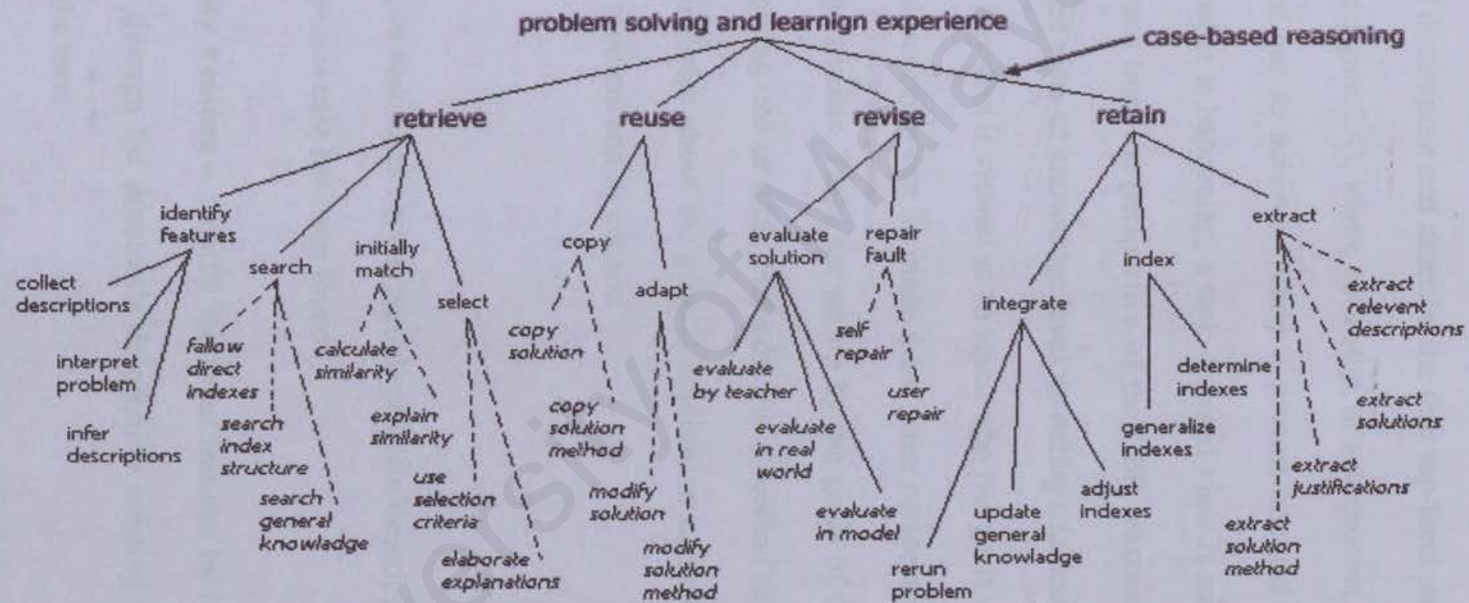 problem solving and learnign experience
case-based reasoning
retrieve
reuse
revise
retain
identify
features
search
initially
match
select
collect
descriptions
interpret
problem
infer
descriptions
fallow
direct
indexes
search
index
structure
search
general
knowladge
calculate
similarity
explain
similarity
use
selection
criteria
elaborate
explanations
copy
adapt
copy
solution
copy
solution
method
modify
solution
modify
solution
method
evaluate
solution
repair
fault
evaluate
by teacher
evaluate
in real
world
evaluate
in model
self
repair
user
repair
integrate
index
extract
rerun
problem
update
general
knowladge
adjust
indexes
generalize
indexes
determine
indexes
extract
relevent
descriptions
extract
solutions
extract
justifications
extract
solution
method
University of Malaya